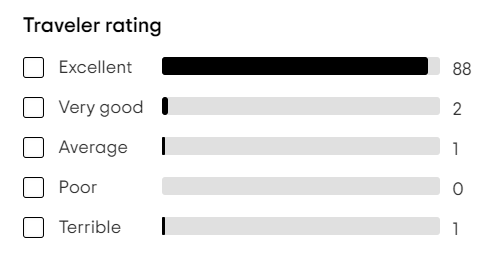 Traveler rating
Excellent 88
Very good 2
Average 1
Poor 0
Terrible 1